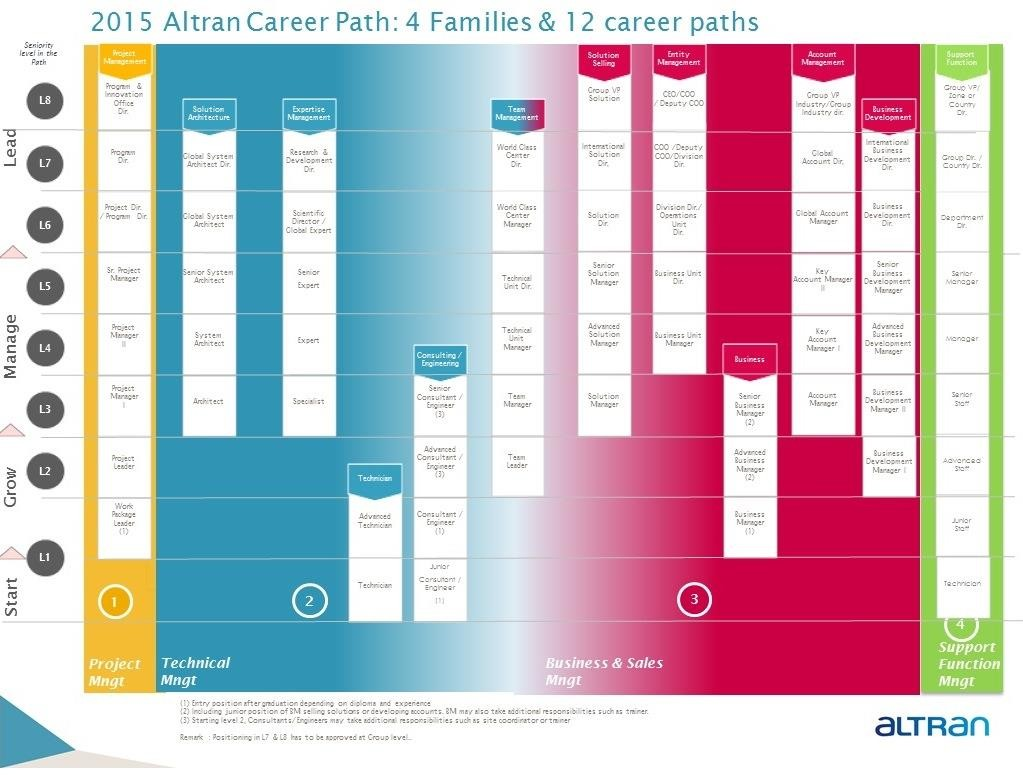 2015 Altran Career Path: 4 Families & 12 career paths
Seniority
level in the
Path
L8
L7
L6
L5
L4
L3
L2
L1
Lead
Manage
Grow
Start
Project
Management
Program &
Innovation
Office
Dir.
Program
Dir.
Project Dir.
/ Program Dir.
Sr. Project
Manager
Project
Manager
II
Project
Manager
I
Project
Leader
Work
Package
Leader
(1)
1
Project
Mngt
Solution
Architecture
Global System
Architect Dir.
Global System
Architect
Senior System
Architect
System
Architect
Architect
Expertise
Management
Research &
Development
Dir.
Scientific
Director /
Global Expert
Senior
Expert
Expert
Specialist
Technician
Advanced
Technician
Technician
Consulting /
Engineering
Senior
Consultant /
Engineer
(3)
Advanced
Consultant /
Engineer
(3)
Consultant /
Engineer
(1)
Junior
Consultant /
Engineer
(1)
2
Technical
Mngt
Team
Management
World Class
Center
Dir.
World Class
Center
Manager
Technical
Unit Dir.
Technical
Unit
Manager
Team
Manager
Team
Leader
Solution
Selling
Group VP
Solution
International
Solution
Dir.
Solution
Dir.
Senior
Solution
Manager
Advanced
Solution
Manager
Solution
Manager
Entity
Management
CEO/COO
/ Deputy COO
COO /Deputy
COO/Division
Dir.
Division Dir./
Operations
Unit
Dir.
Business Unit
Dir.
Business Unit
Manager
Business
Senior
Business
Manager
(2)
Advanced
Business
Manager
(2)
Business
Manager
(1)
Account
Management
Group VP
Industry/Group
Industry dir.
Global
Account
Dir.
Global Account
Manager
Key
Account Manager
II
Key
Account
Manager I
Account
Manager
Business
Development
International
Business
Development
Dir.
Business
Development
Dir.
Senior
Business
Development
Manager
Advanced
Business
Development
Manager
Business
Development
Manager II
Business
Development
Manager I
3
Business & Sales
Mngt
Support
Function
Group VP/
Zone or
Country
Dir.
Group Dir. /
Country Dir.
Department
Dir.
Senior
Manager
Manager
Senior
Staff
Advanced
Staff
Junior
Staff
Technician
4
Support
Function
Mngt
(1) Entry position after graduation depending on diploma and experience
(2) Including junior position of BM selling solutions or developing accounts. BM may also take additional responsibilities such as trainer.
(3) Starting level 2, Consultants/Engineers may take additional responsibilities such as site coordinator or trainer
Remark : Positioning in L7 & L8 has to be approved at Group level..
ALTRAN